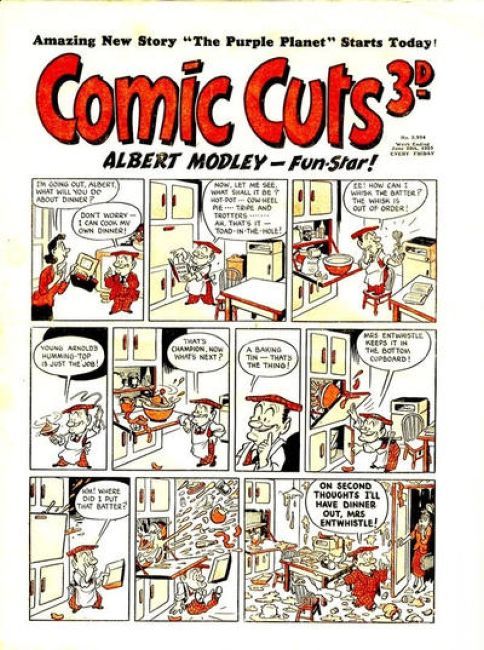 Amazing New Story "The Purple Planet" Starts Today!
Comic Cuts 3D
Week Ending
EVERY FRIDAY
ALBERT MODLEY — FUN-STAR!
I'M GOING OUT, ALBERT,
WHAT WILL YOU DO
ABOUT DINNER?
DON'T WORRY —
I CAN COOK MY
OWN DINNER!
NOW, LET ME SEE,
WHAT SHALL IT BE?
HOT-POT — COW HEEL
PIE — TRIPE AND
TROTTERS ........
AH, THAT'S IT —
TOAD-IN-THE-HOLE!
EE! HOW CAN I
WHISK THE BATTER?
THE WHISK IS
OUT OF ORDER!
YOUNG ARNOLD'S
HUMMING-TOP
IS JUST THE JOB!
THAT'S
CHAMPION, NOW
WHAT'S NEXT?
A BAKING
TIN — THAT'S
THE THING!
MRS ENTWHISTLE
KEEPS IT IN
THE BOTTOM
CUPBOARD!
HM! WHERE
DID I PUT
THAT BATTER?
ON SECOND
THOUGHTS I'LL
HAVE DINNER
OUT, MRS
ENTWHISTLE!